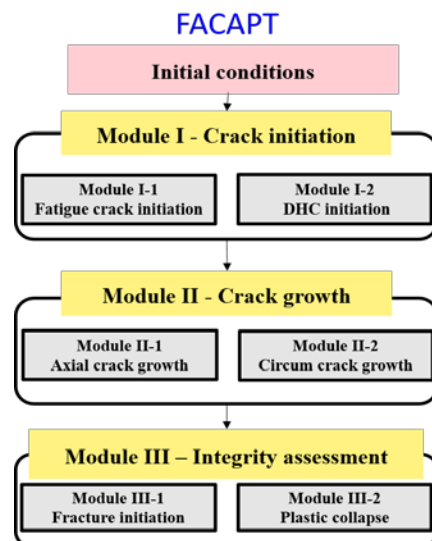 FACAPT
Initial conditions
Module I - Crack initiation
Module I-1
Fatigue crack initiation
Module I-2
DHC initiation
Module II - Crack growth
Module II-1
Axial crack growth
Module II-2
Circum crack growth
Module III – Integrity assessment
Module III-1
Fracture initiation
Module III-2
Plastic collapse